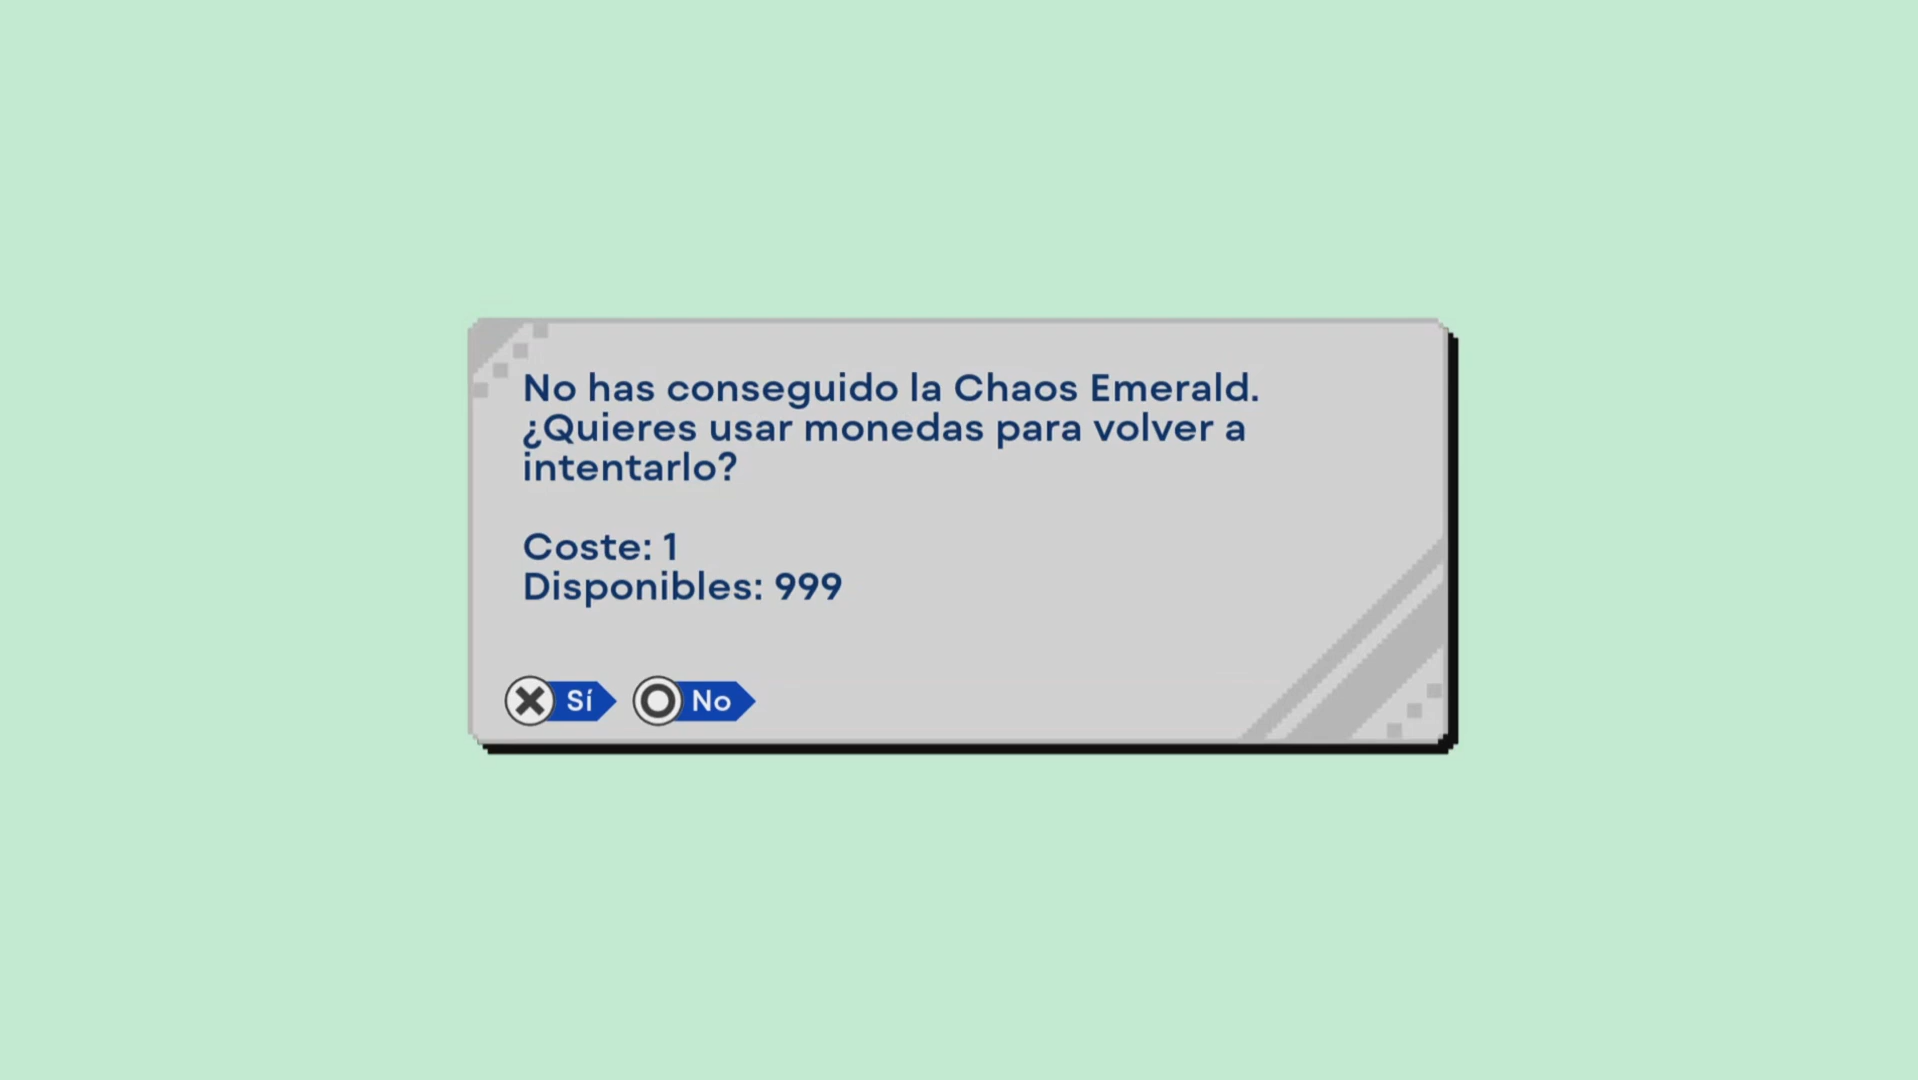 No has conseguido la Chaos Emerald.
¿Quieres usar monedas para volver a
intentarlo?
Coste: 1
Disponibles: 999
Sí No